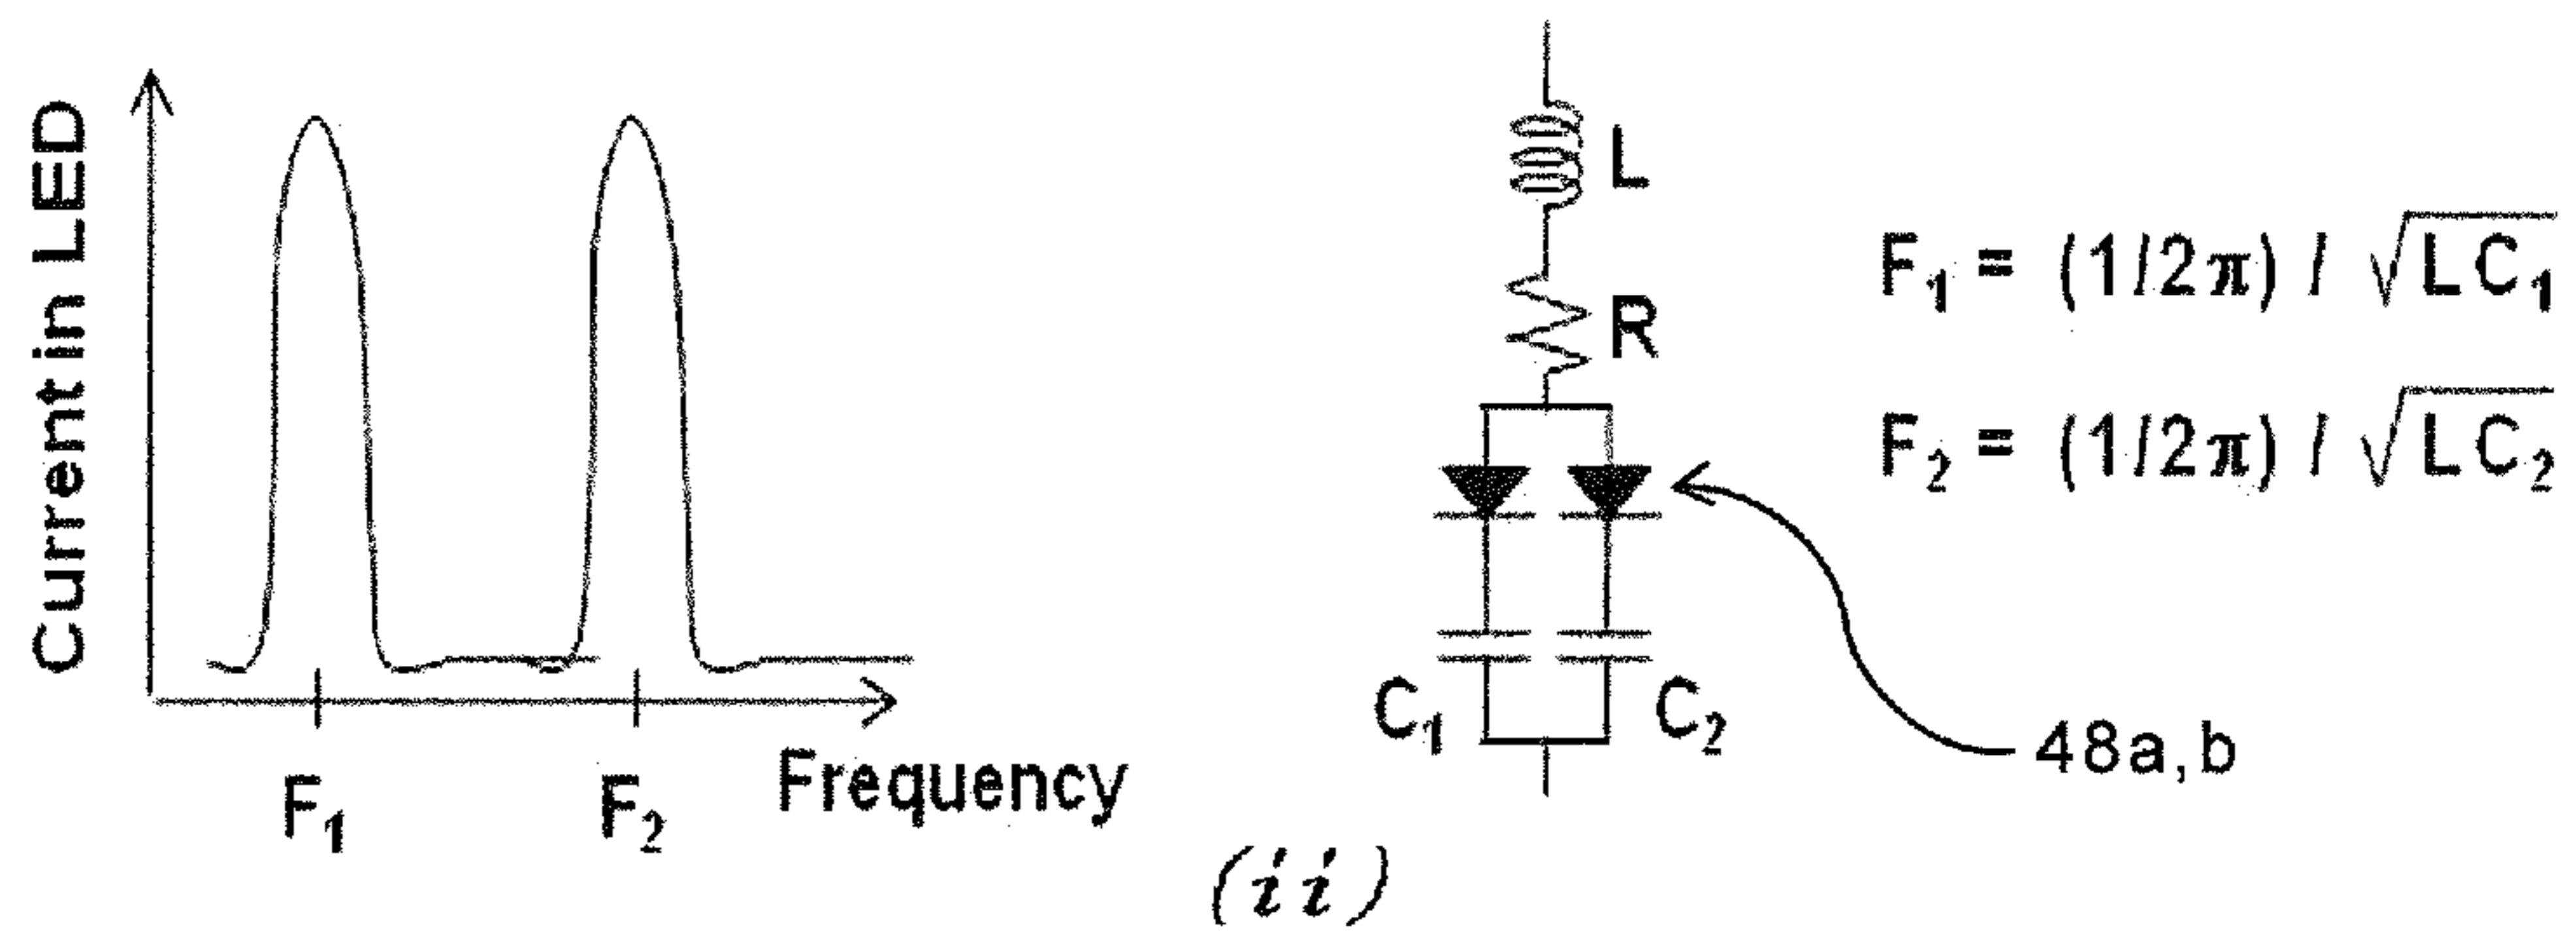 Current in LED
F₁
F₂
Frequency
L
R
C₁
C₂
48a,b
F₁ = (1/2π) / √LC₁
F₂ = (1/2π) / √LC₂
(ii)